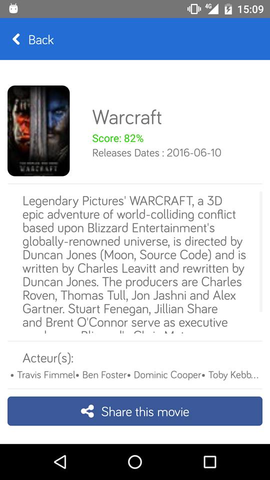 15:09
Back
Warcraft
Score: 82%
Releases Dates : 2016-06-10
Legendary Pictures' WARCRAFT, a 3D
epic adventure of world-colliding conflict
based upon Blizzard Entertainment's
globally-renowned universe, is directed by
Duncan Jones (Moon, Source Code) and is
written by Charles Leavitt and rewritten by
Duncan Jones. The producers are Charles
Roven, Thomas Tull, Jon Jashni and Alex
Gartner. Stuart Fenegan, Jillian Share
and Brent O'Connor serve as executive
Acteur(s):
• Travis Fimmel• Ben Foster• Dominic Cooper• Toby Kebb...
Share this movie